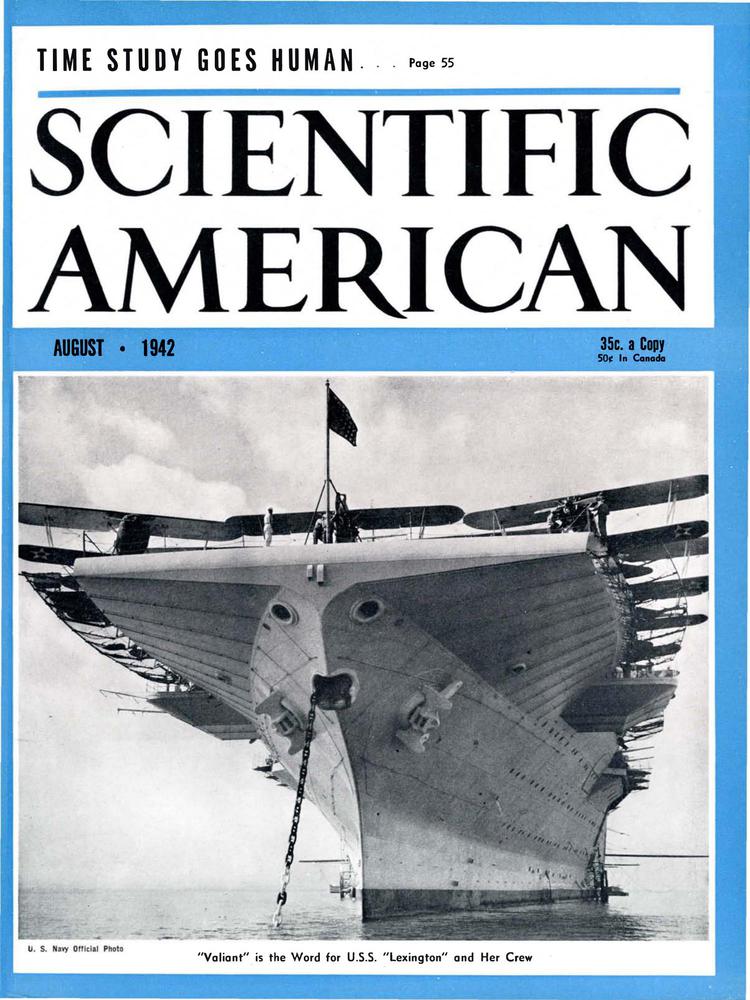 TIME STUDY GOES HUMAN . . . Page 55
SCIENTIFIC
AMERICAN
AUGUST • 1942
35c. a Copy
50¢ In Canada
U. S. Navy Official Photo
"Valiant" is the Word for U.S.S. "Lexington" and Her Crew